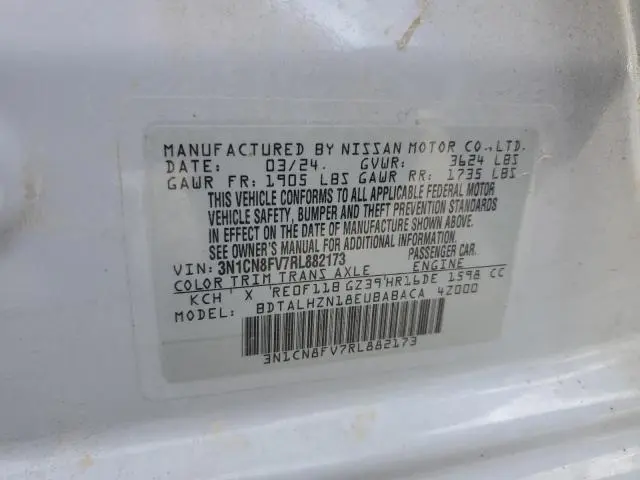 MANUFACTURED BY NISSAN MOTOR CO.,LTD.
DATE: 03/24. GVWR: 3624 LBS
GAWR FR: 1905 LBS GAWR RR: 1735 LBS
THIS VEHICLE CONFORMS TO ALL APPLICABLE FEDERAL MOTOR
VEHICLE SAFETY, BUMPER AND THEFT PREVENTION STANDARDS
IN EFFECT ON THE DATE OF MANUFACTURE SHOWN ABOVE.
SEE OWNER'S MANUAL FOR ADDITIONAL INFORMATION.
VIN: 3N1CN8FV7RL882173 PASSENGER CAR.
COLOR TRIM TRANS AXLE ENGINE
KCH X RE0F11B GZ39 HR16DE 1598 CC
MODEL: BDTALHZN18EUBABACA 4Z000
3N1CN8FV7RL882173